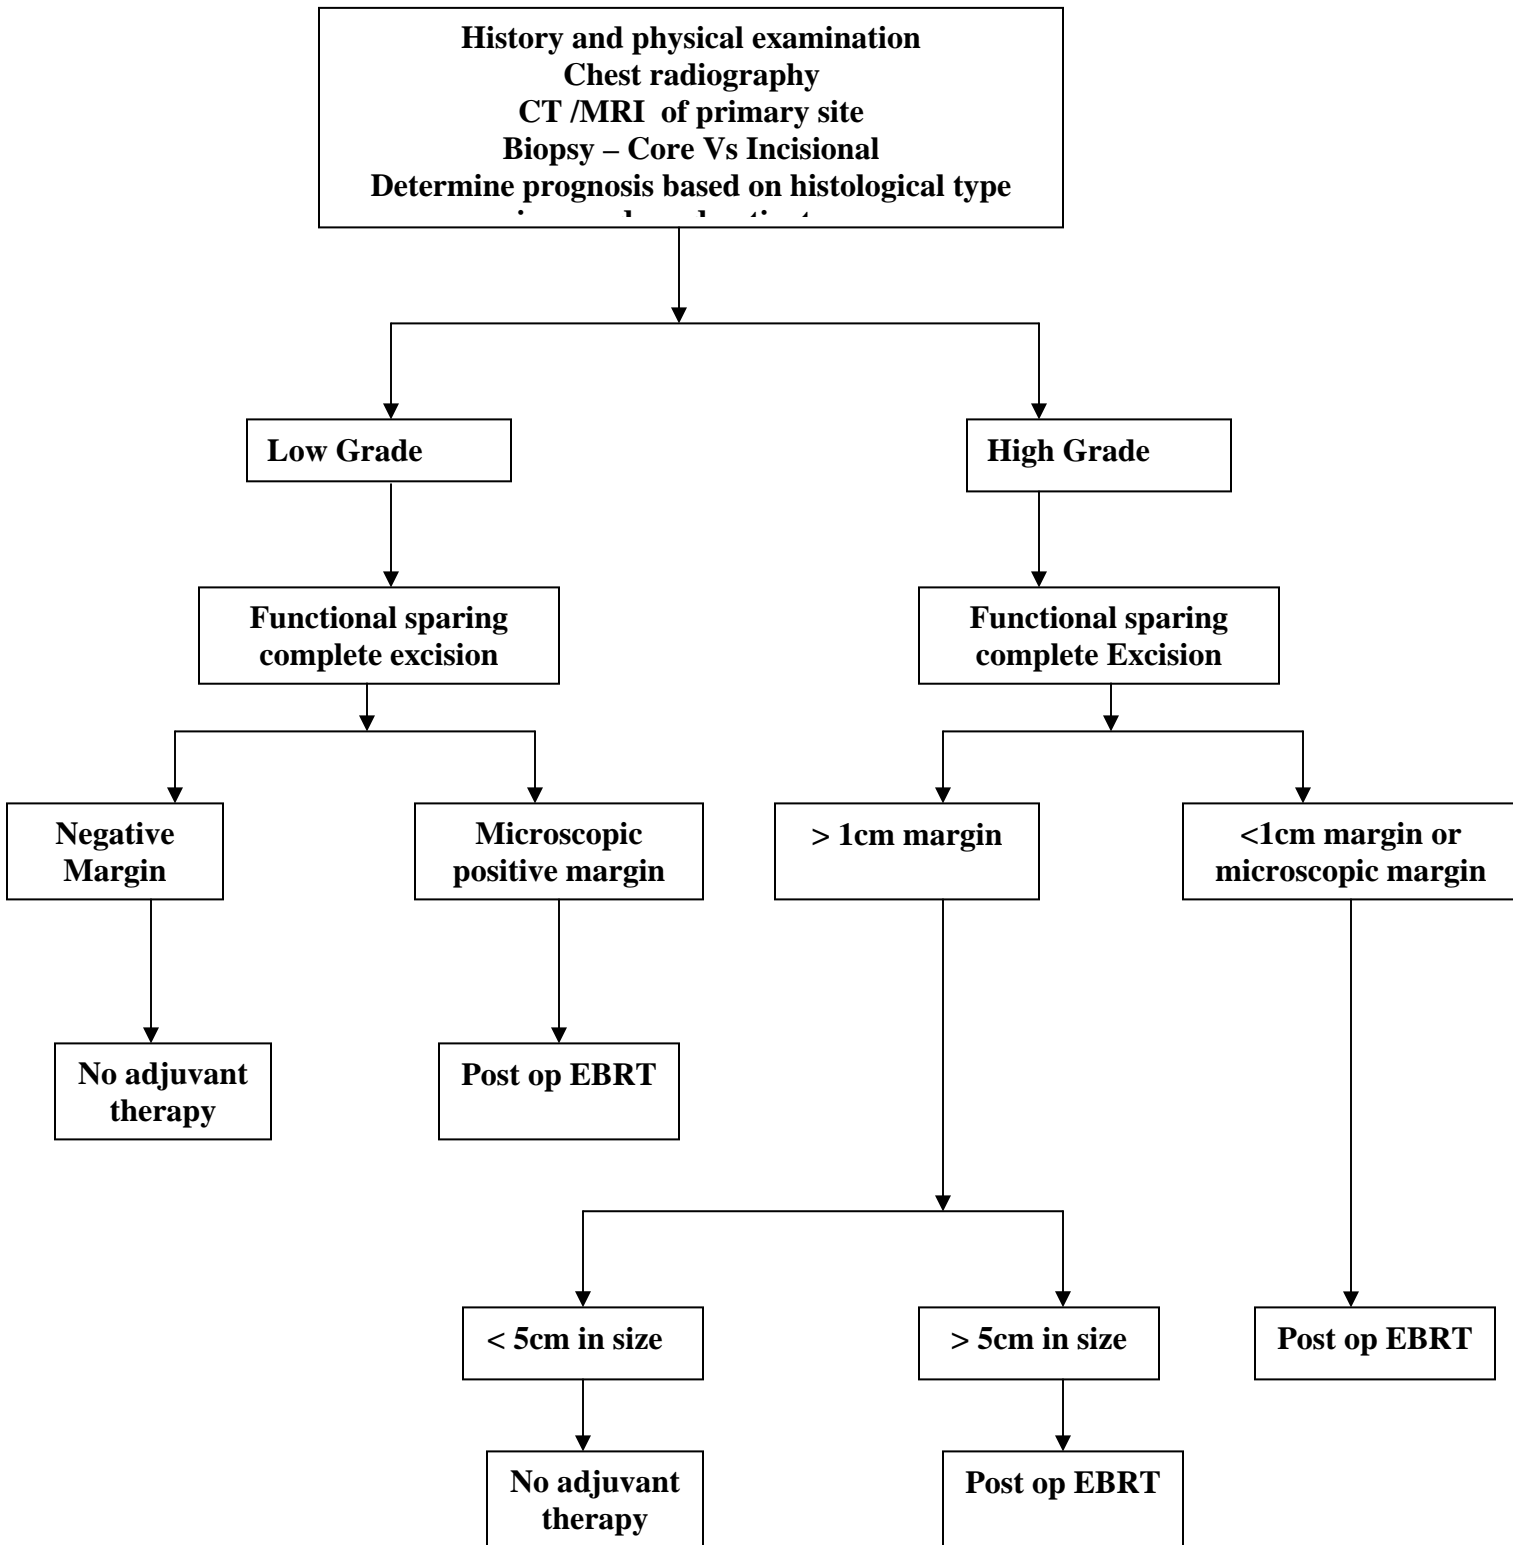 History and physical examination
Chest radiography
CT /MRI  of primary site
Biopsy – Core Vs Incisional
Determine prognosis based on histological type
Low Grade
High Grade
Functional sparing
complete excision
Functional sparing
complete Excision
Negative
Margin
Microscopic
positive margin
> 1cm margin
<1cm margin or
microscopic margin
No adjuvant
therapy
Post op EBRT
< 5cm in size
> 5cm in size
Post op EBRT
No adjuvant
therapy
Post op EBRT